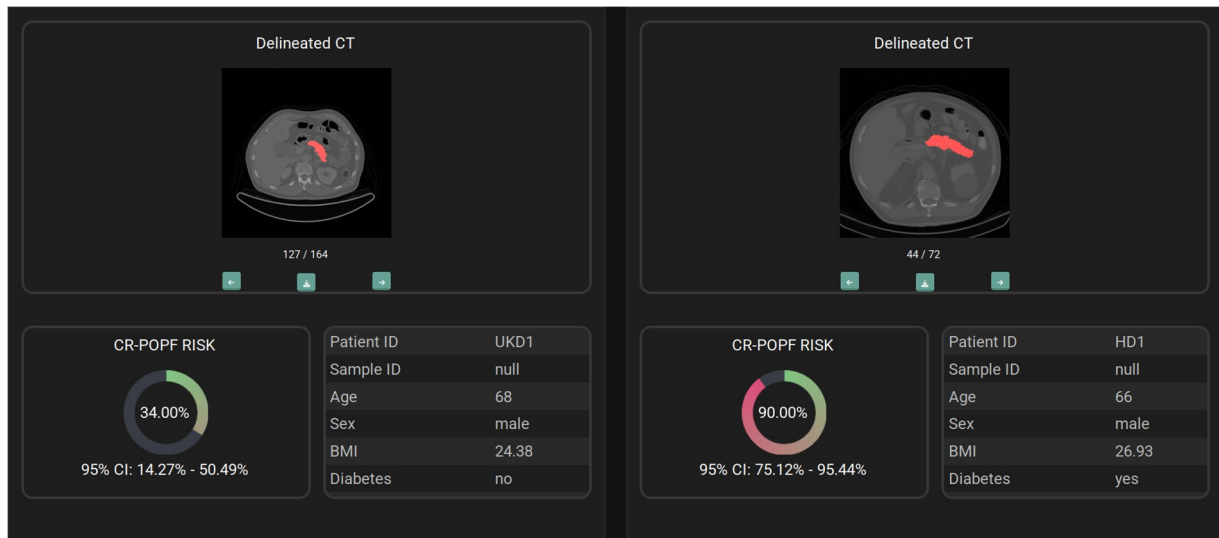 Delineated CT
127 / 164
CR-POPF RISK
34.00%
95% CI: 14.27% - 50.49%
Patient ID UKD1
Sample ID null
Age 68
Sex male
BMI 24.38
Diabetes no
Delineated CT
44 / 72
CR-POPF RISK
90.00%
95% CI: 75.12% - 95.44%
Patient ID HD1
Sample ID null
Age 66
Sex male
BMI 26.93
Diabetes yes